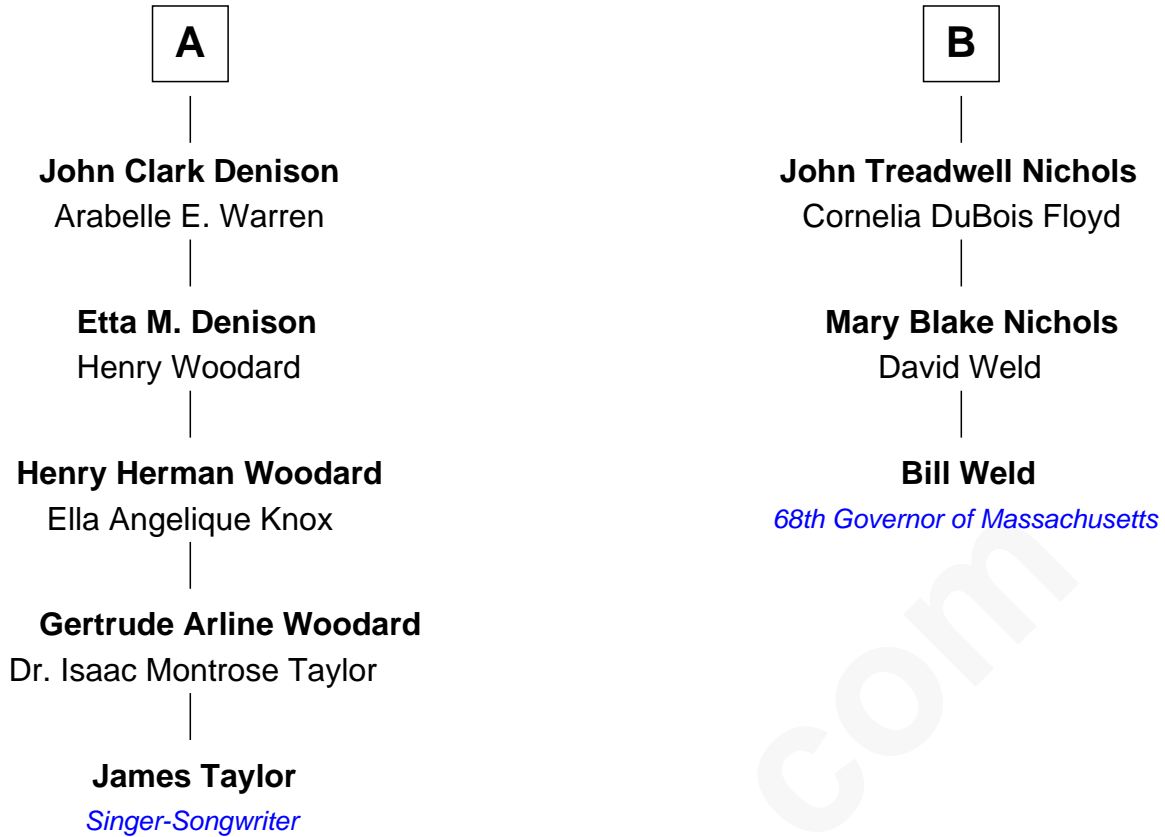 A
John Clark Denison
Arabelle E. Warren
Etta M. Denison
Henry Woodard
Henry Herman Woodard
Ella Angelique Knox
Gertrude Arline Woodard
Dr. Isaac Montrose Taylor
James Taylor
Singer-Songwriter
B
John Treadwell Nichols
Cornelia DuBois Floyd
Mary Blake Nichols
David Weld
Bill Weld
68th Governor of Massachusetts
com